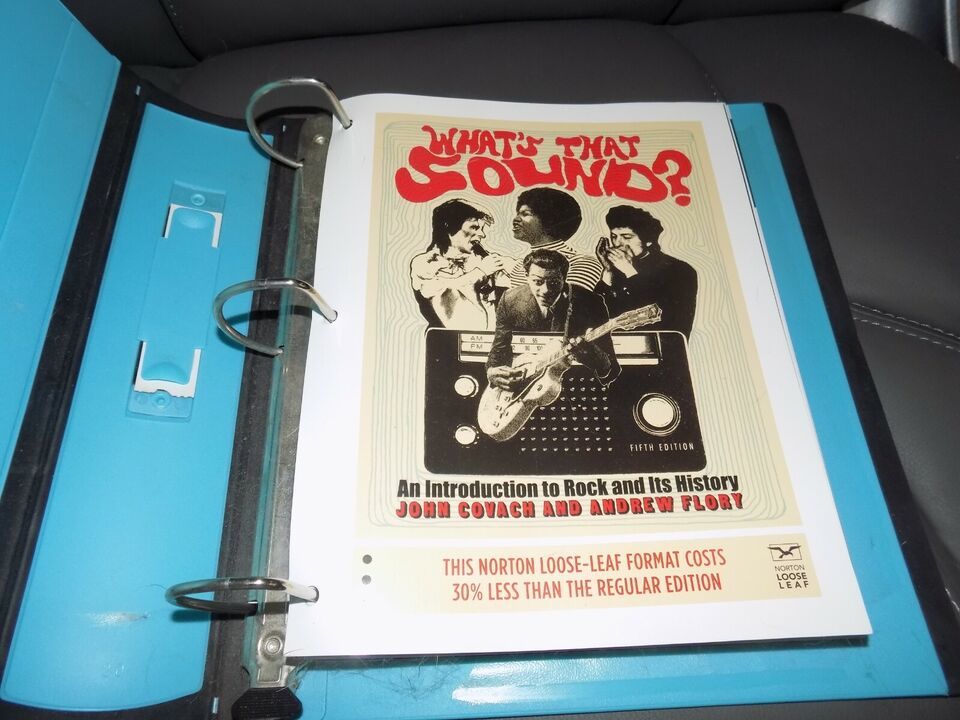 WHAT'S THAT
SOUND?
AM
FM
FIFTH EDITION
An Introduction to Rock and Its History
JOHN COVACH AND ANDREW FLORY
THIS NORTON LOOSE-LEAF FORMAT COSTS
30% LESS THAN THE REGULAR EDITION
NORTON
LOOSE
LEAF